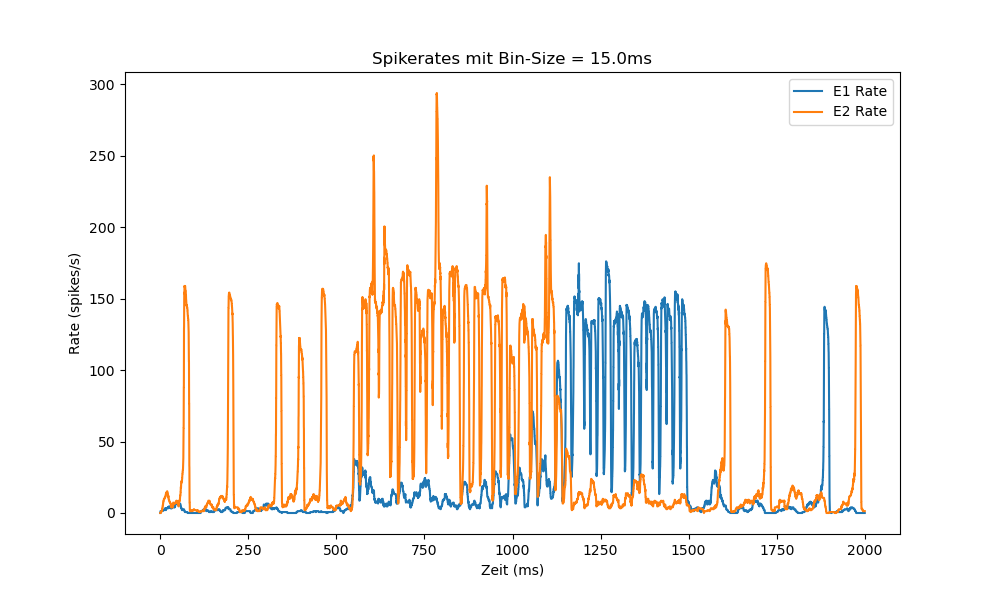 Spikerates mit Bin-Size = 15.0ms
E1 Rate
E2 Rate
300
250
200
150
100
50
0
Rate (spikes/s)
0 250 500 750 1000 1250 1500 1750 2000
Zeit (ms)